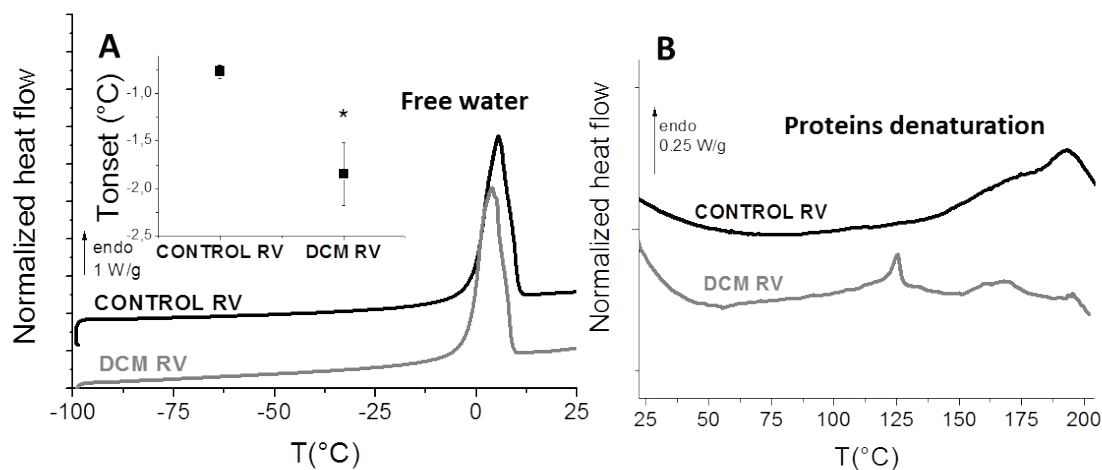 A
Normalized heat flow
Tonset (°C)
-1,0
-1,5
-2,0
-2,5
*
CONTROL RV DCM RV
Free water
endo
1 W/g
CONTROL RV
DCM RV
-100 -75 -50 -25 0 25
T(°C)
B
Normalized heat flow
endo
0.25 W/g
Proteins denaturation
CONTROL RV
DCM RV
25 50 75 100 125 150 175 200
T(°C)